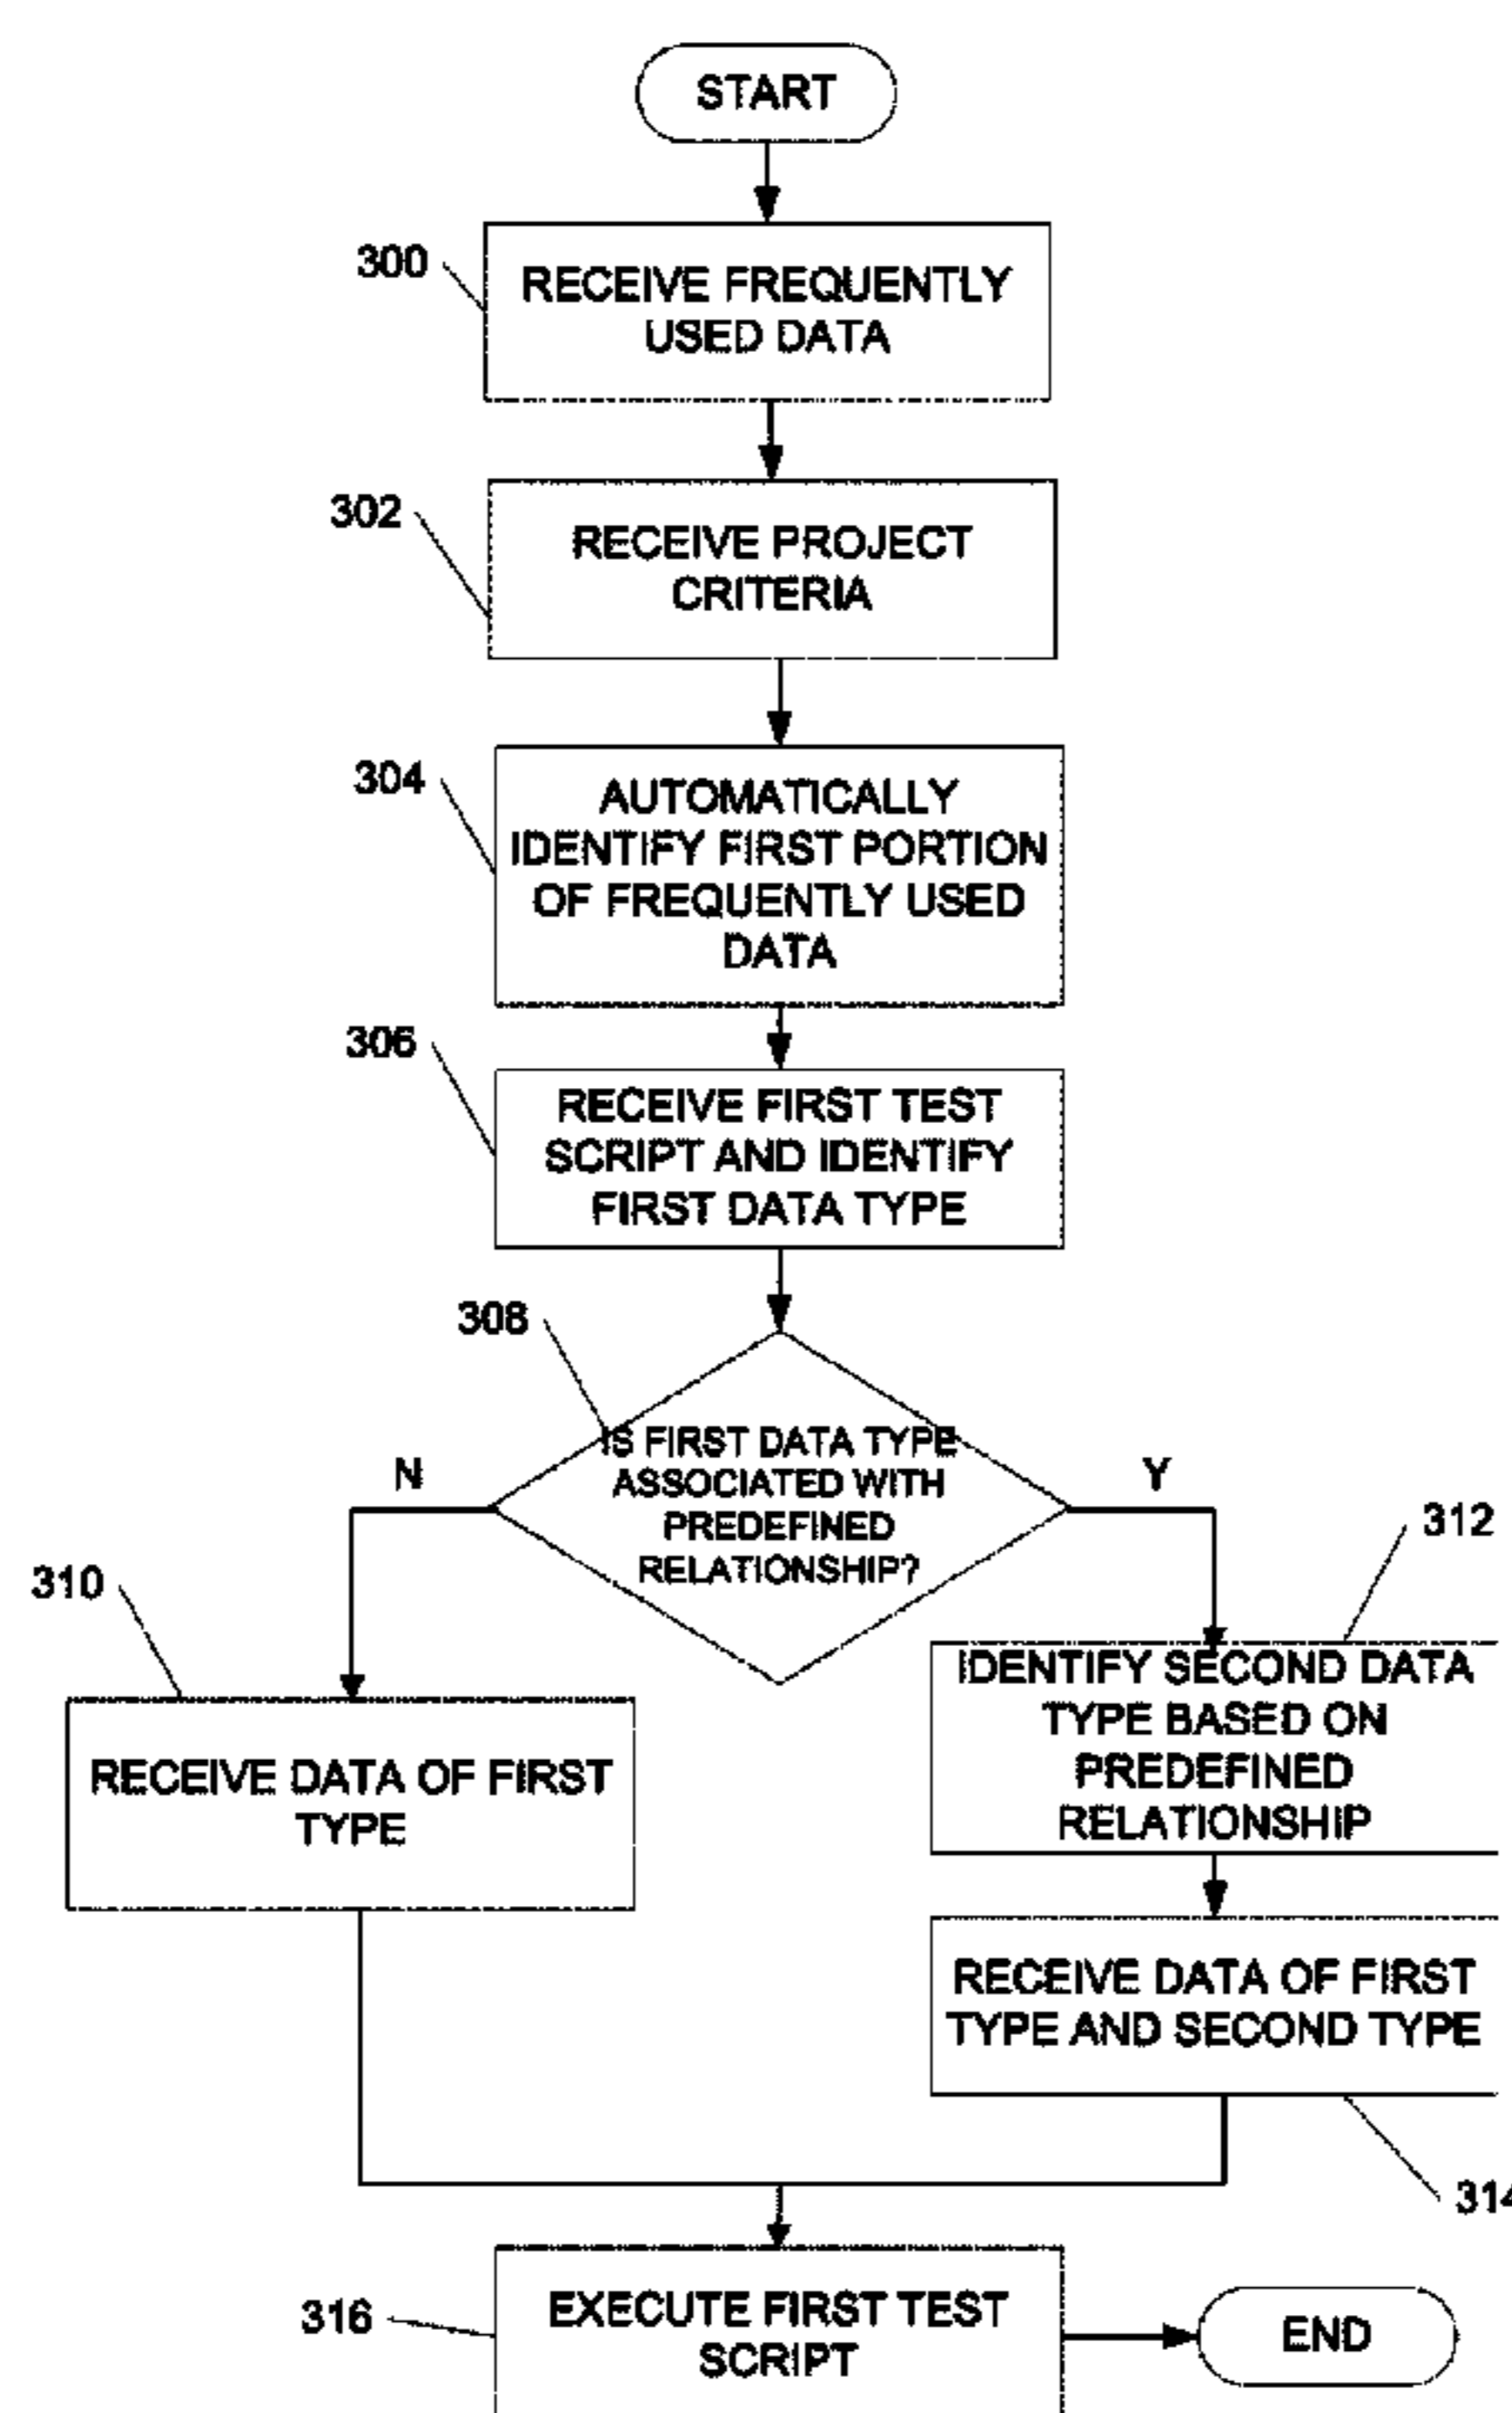 START
300
RECEIVE FREQUENTLY
USED DATA
302
RECEIVE PROJECT
CRITERIA
304
AUTOMATICALLY
IDENTIFY FIRST PORTION
OF FREQUENTLY USED
DATA
306
RECEIVE FIRST TEST
SCRIPT AND IDENTIFY
FIRST DATA TYPE
308
IS FIRST DATA TYPE
ASSOCIATED WITH
PREDEFINED
RELATIONSHIP?
N
Y
310
RECEIVE DATA OF FIRST
TYPE
312
IDENTIFY SECOND DATA
TYPE BASED ON
PREDEFINED
RELATIONSHIP
RECEIVE DATA OF FIRST
TYPE AND SECOND TYPE
314
316
EXECUTE FIRST TEST
SCRIPT
END